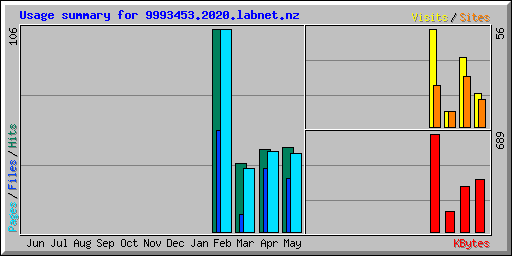 Usage summary for 9993453.2020.labnet.nz
Visits/Sites
106
56
689
Pages/Files/Hits
Jun Jul Aug Sep Oct Nov Dec Jan Feb Mar Apr May
KBytes